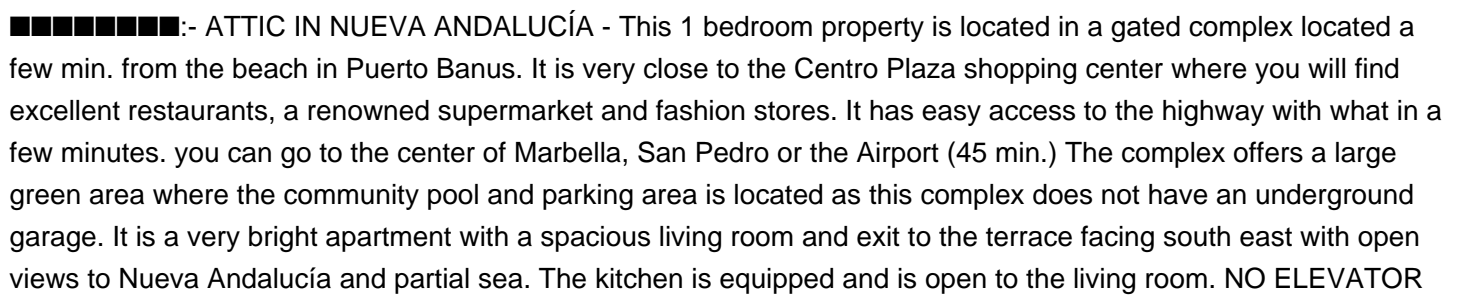 ■■■■■■■■:- ATTIC IN NUEVA ANDALUCÍA - This 1 bedroom property is located in a gated complex located a
few min. from the beach in Puerto Banus. It is very close to the Centro Plaza shopping center where you will find
excellent restaurants, a renowned supermarket and fashion stores. It has easy access to the highway with what in a
few minutes. you can go to the center of Marbella, San Pedro or the Airport (45 min.) The complex offers a large
green area where the community pool and parking area is located as this complex does not have an underground
garage. It is a very bright apartment with a spacious living room and exit to the terrace facing south east with open
views to Nueva Andalucía and partial sea. The kitchen is equipped and is open to the living room. NO ELEVATOR